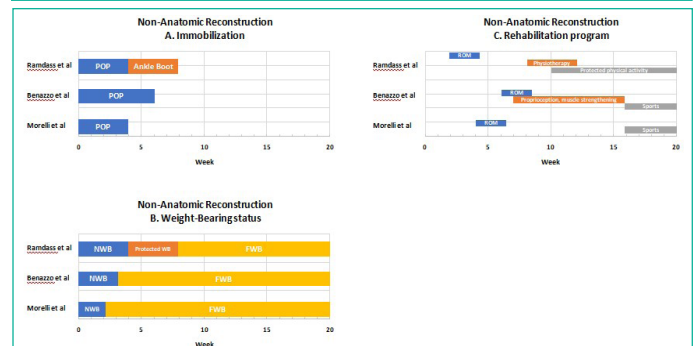 Non-Anatomic Reconstruction
A. Immobilization
Ramdass et al
POP
Ankle Boot
Benazzo et al
POP
Morelli et al
POP
0 5 10 15 20
Week
Non-Anatomic Reconstruction
C. Rehabilitation program
ROM
Ramdass et al
Physiotherapy
Protected physical activity
ROM
Benazzo et al
Proprioception, muscle strengthening
Sports
ROM
Morelli et al
Sports
0 5 10 15 20
Week
Non-Anatomic Reconstruction
B. Weight-Bearing status
Ramdass et al
NWB
Protected WB
FWB
Benazzo et al
NWB
FWB
Morelli et al
NWB
FWB
0 5 10 15 20
Week